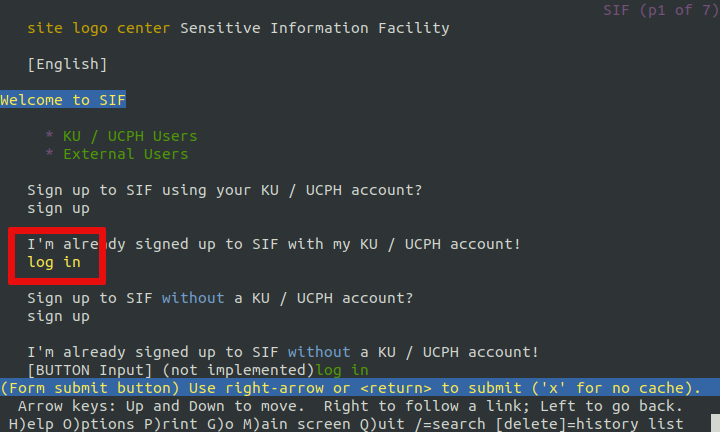 SIF (p1 of 7)
site logo center Sensitive Information Facility
[English]
Welcome to SIF
* KU / UCPH Users
* External Users
Sign up to SIF using your KU / UCPH account?
sign up
I'm already signed up to SIF with my KU / UCPH account!
log in
Sign up to SIF without a KU / UCPH account?
sign up
I'm already signed up to SIF without a KU / UCPH account!
[BUTTON Input] (not implemented)log in
(Form submit button) Use right-arrow or <return> to submit ('x' for no cache).
Arrow keys: Up and Down to move.  Right to follow a link; Left to go back.
H)elp O)ptions P)rint G)o M)ain screen Q)uit /=search [delete]=history list